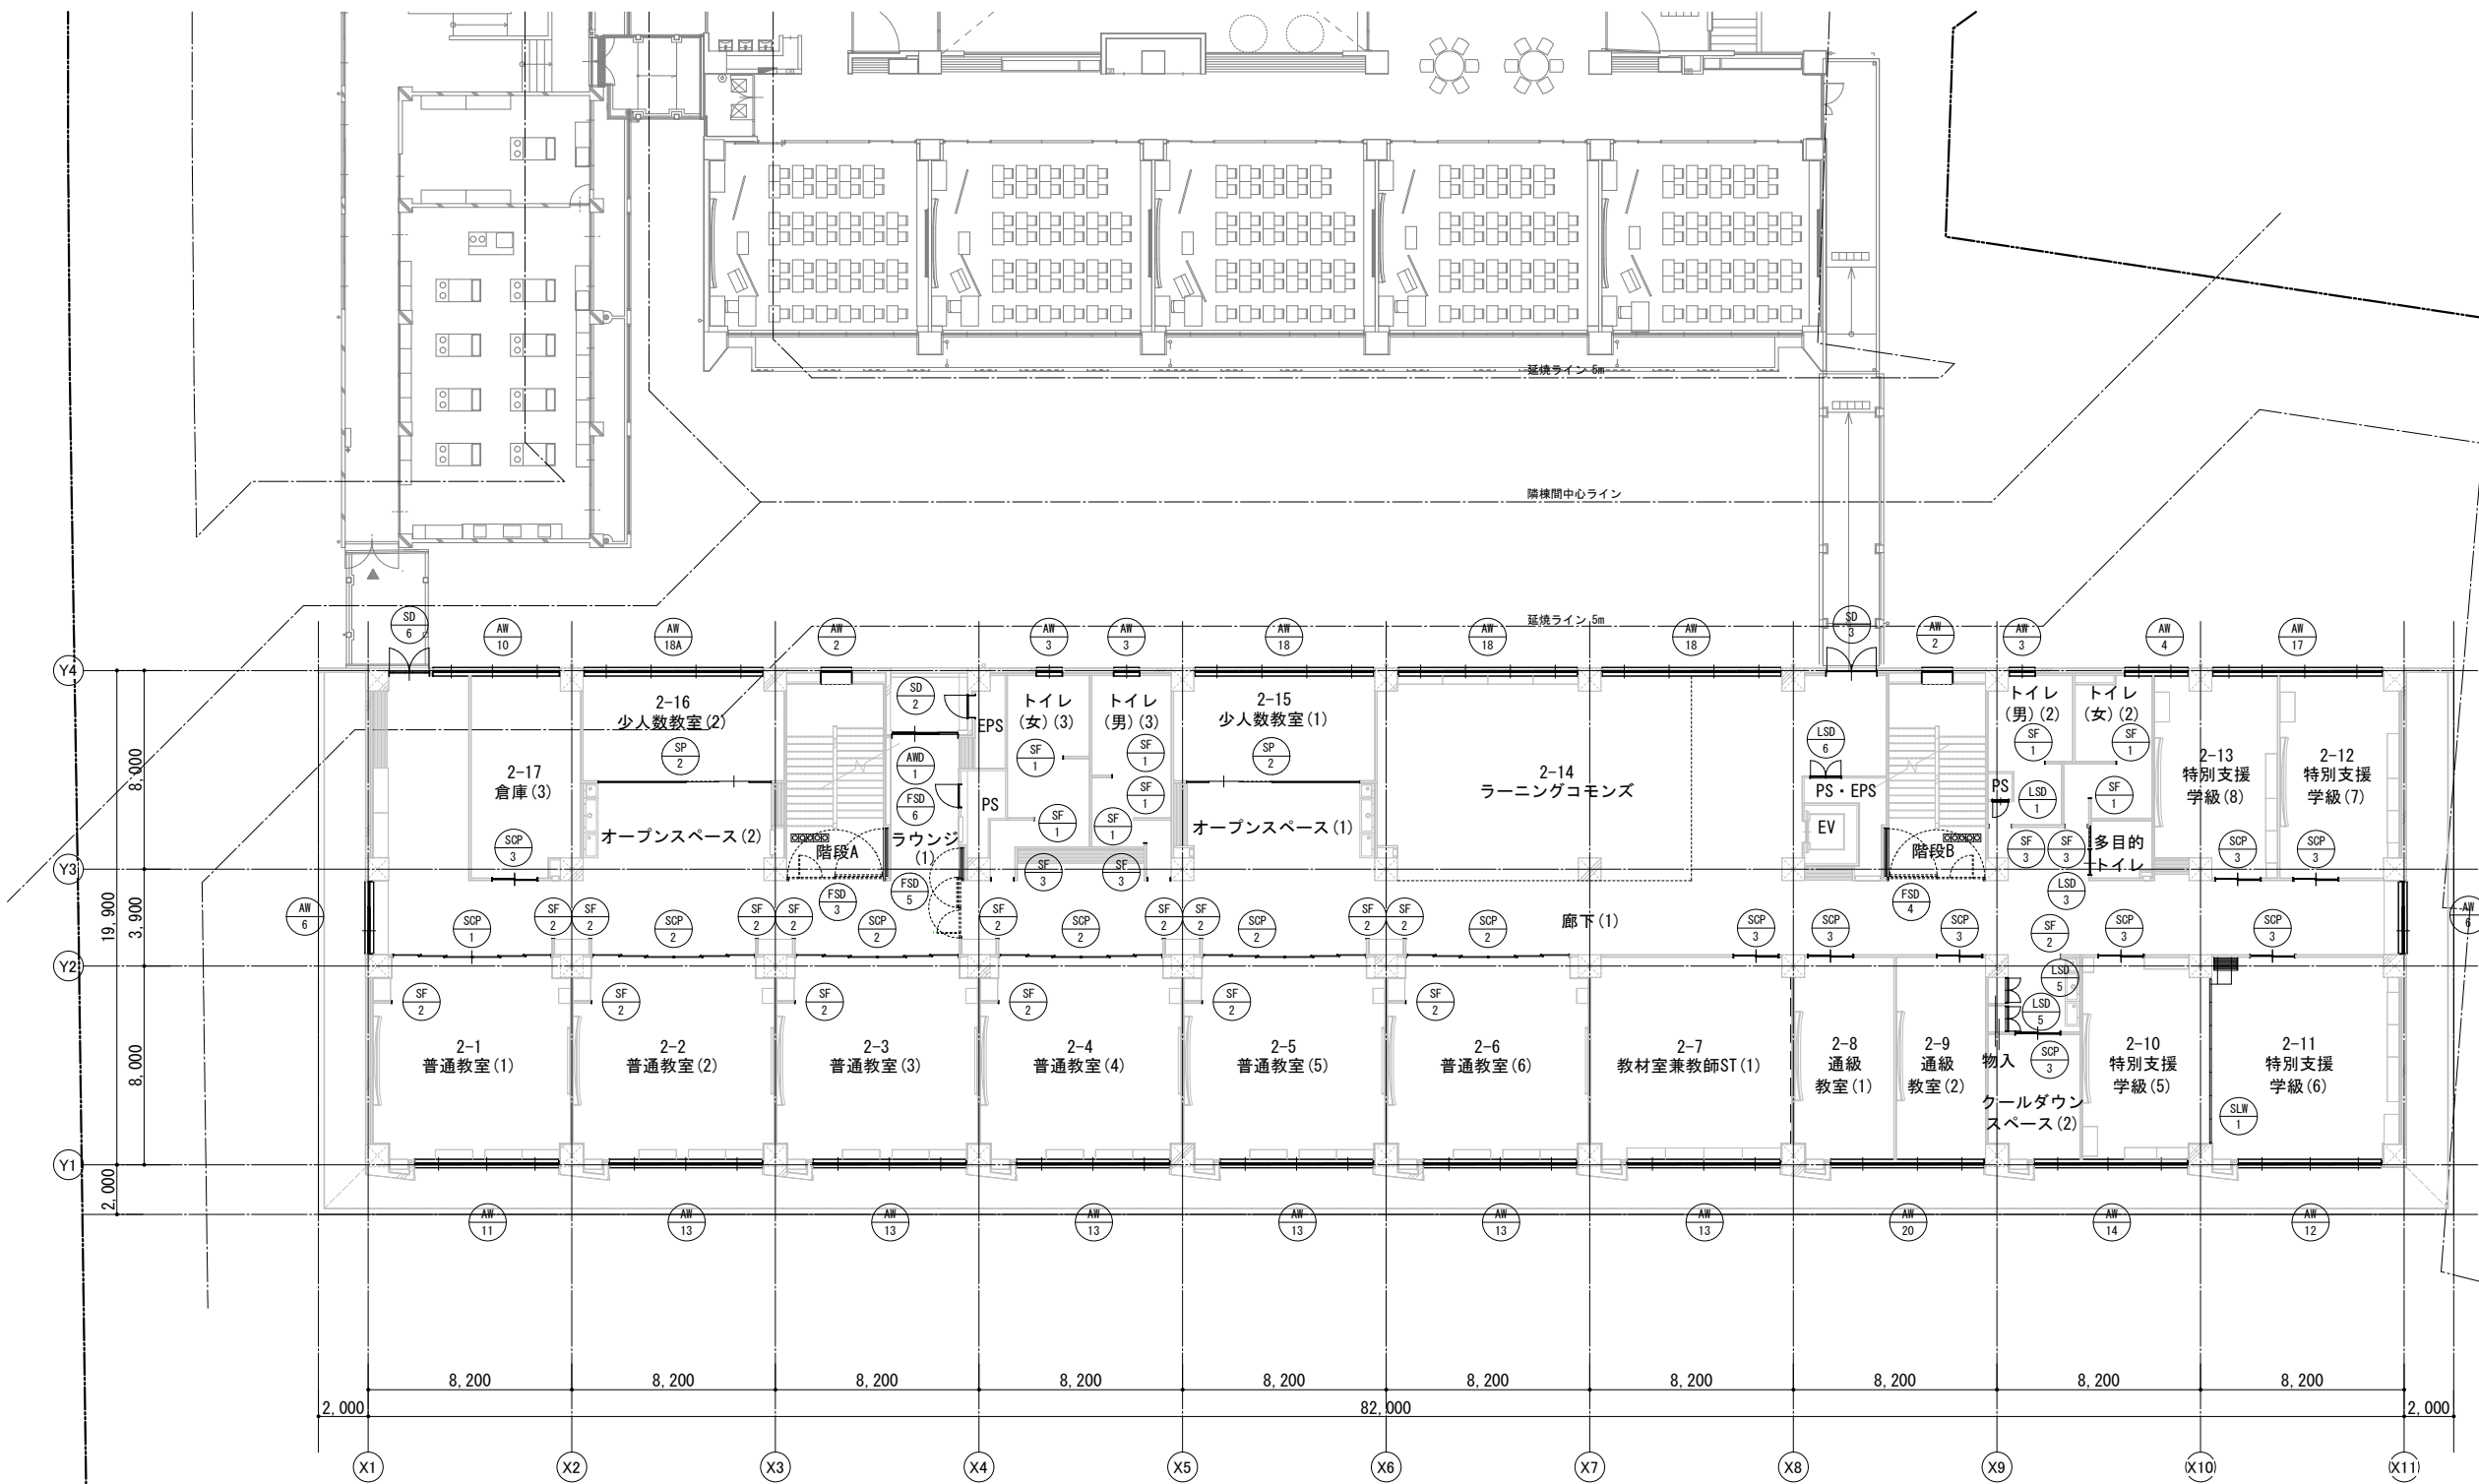 延焼ライン 5m
隣棟間中心ライン
延焼ライン 5m
SD
6
AW
10
AW
18A
AW
2
AW
3
AW
3
AW
18
AW
18
AW
18
SD
3
AW
2
AW
3
AW
4
AW
17
Y4
2-16
少人数教室(2)
SP
2
SD
2
EPS
トイレ
(女)(3)
トイレ
(男)(3)
2-15
少人数教室(1)
SP
2
LSD
6
トイレ
(男)(2)
トイレ
(女)(2)
SF
1
SF
1
SF
1
SF
1
SF
1
2-17
倉庫(3)
AWD
1
FSD
6
PS
2-14
ラーニングコモンズ
PS・EPS
PS
LSD
1
SF
1
2-13
特別支援
学級(8)
2-12
特別支援
学級(7)
8,000
SCP
3
オープンスペース(2)
階段A
ラウンジ
(1)
SF
1
SF
1
オープンスペース(1)
EV
階段B
SF
3
SF
3
多目的
トイレ
SCP
3
SCP
3
Y3
FSD
3
FSD
5
SF
3
SF
3
FSD
4
LSD
3
19,900
3,900
AW
6
SCP
1
SF
2
SF
2
SCP
2
SF
2
SF
2
SCP
2
SF
2
SCP
2
SF
2
SF
2
SCP
2
SF
2
SF
2
SCP
2
廊下(1)
SCP
3
SCP
3
SCP
3
SF
2
SCP
3
SCP
3
AW
6
Y2
SF
2
SF
2
SF
2
SF
2
SF
2
SF
2
LSD
5
LSD
5
8,000
2-1
普通教室(1)
2-2
普通教室(2)
2-3
普通教室(3)
2-4
普通教室(4)
2-5
普通教室(5)
2-6
普通教室(6)
2-7
教材室兼教師ST(1)
2-8
通級
教室(1)
2-9
通級
教室(2)
物入
SCP
3
クールダウン
スペース(2)
2-10
特別支援
学級(5)
2-11
特別支援
学級(6)
SLW
1
Y1
2,000
AW
11
AW
13
AW
13
AW
13
AW
13
AW
13
AW
13
AW
20
AW
14
AW
12
8,200
8,200
8,200
8,200
8,200
8,200
8,200
8,200
8,200
8,200
2,000
82,000
2,000
X1
X2
X3
X4
X5
X6
X7
X8
X9
X10
X11